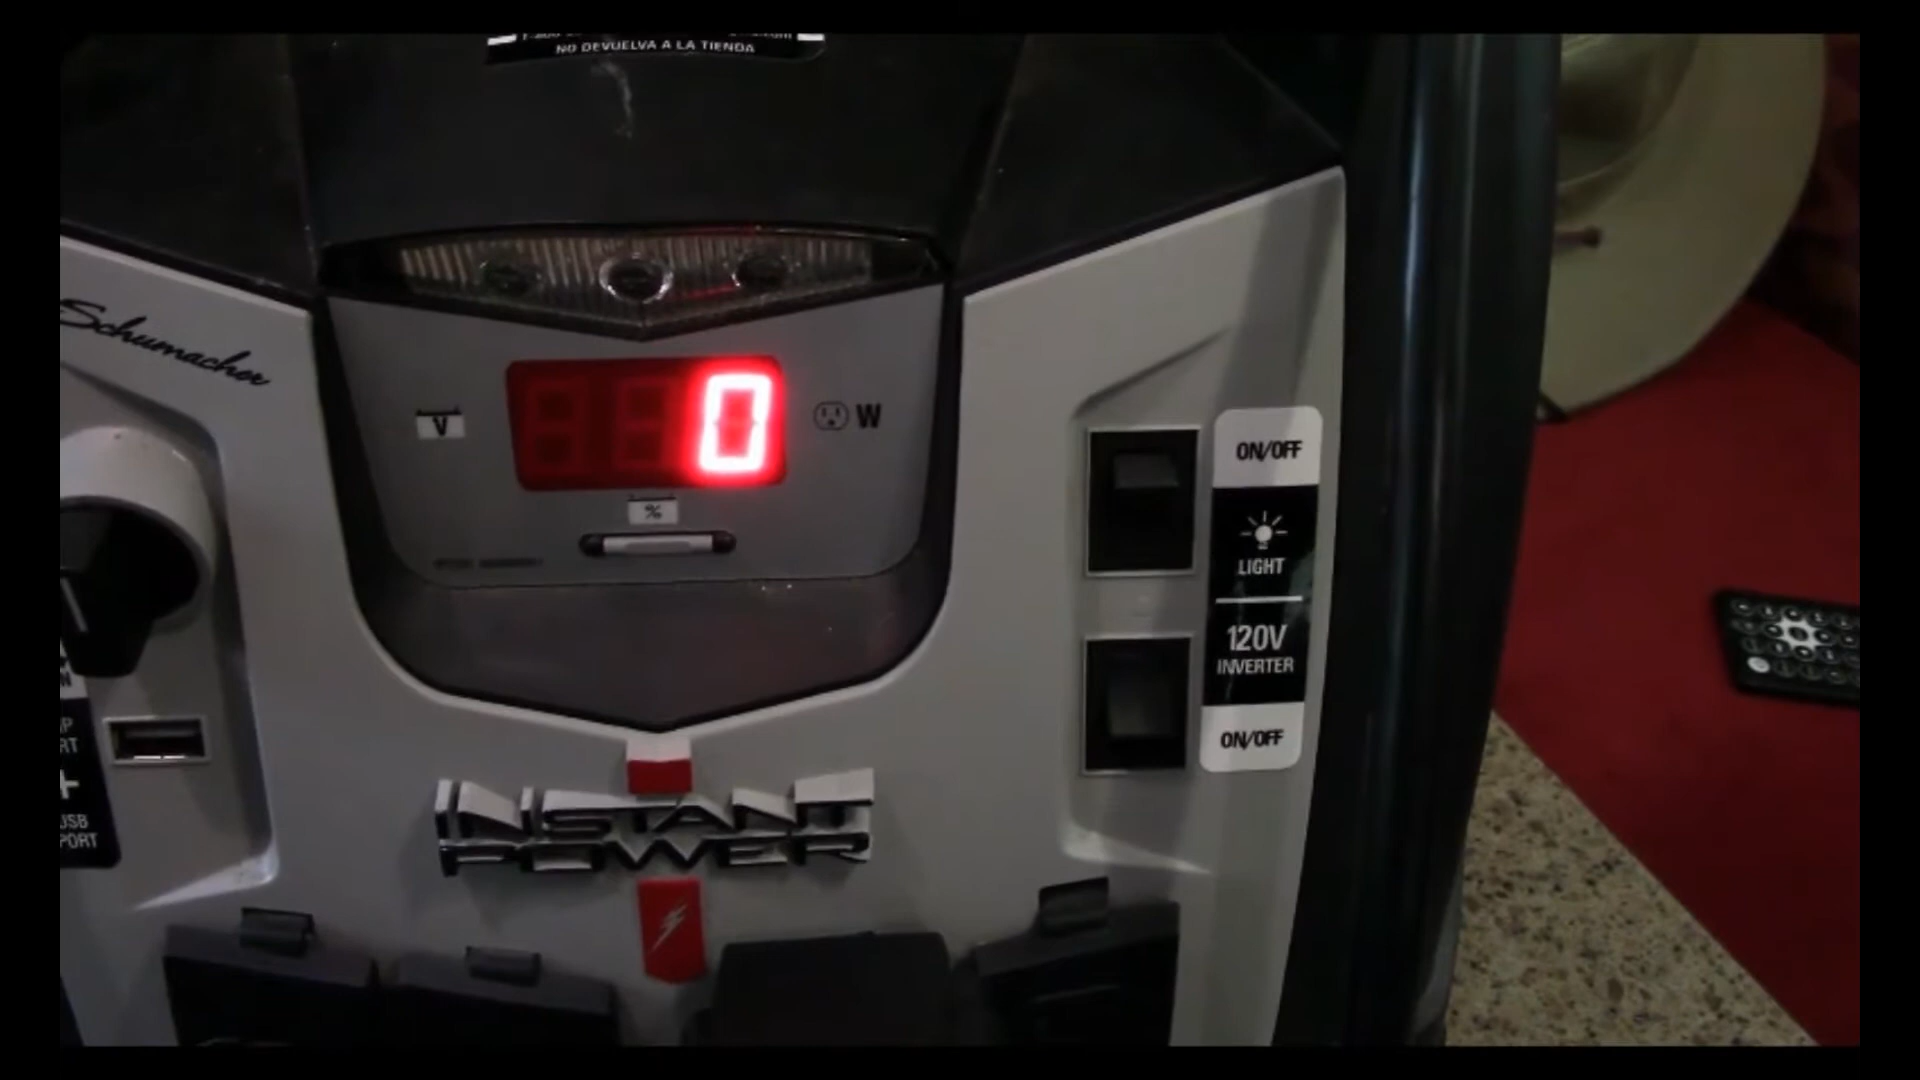 NO DEVUELVA A LA TIENDA
Schumacher
V
0
W
%
ON/OFF
LIGHT
120V
INVERTER
ON/OFF
USB
PORT
INSTANT
POWER